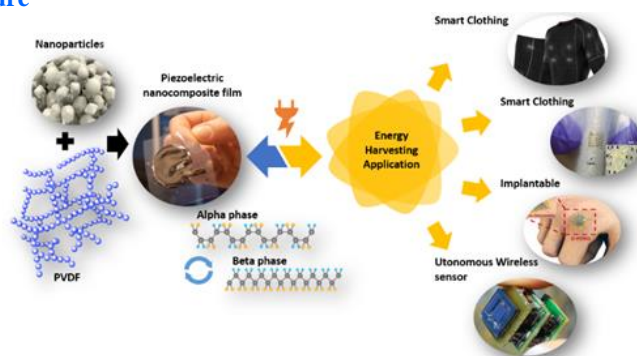 Nanoparticles
PVDF
Piezoelectric
nanocomposite film
Alpha phase
Beta phase
Energy
Harvesting
Application
Smart Clothing
Smart Clothing
Implantable
Utonomous Wireless
sensor